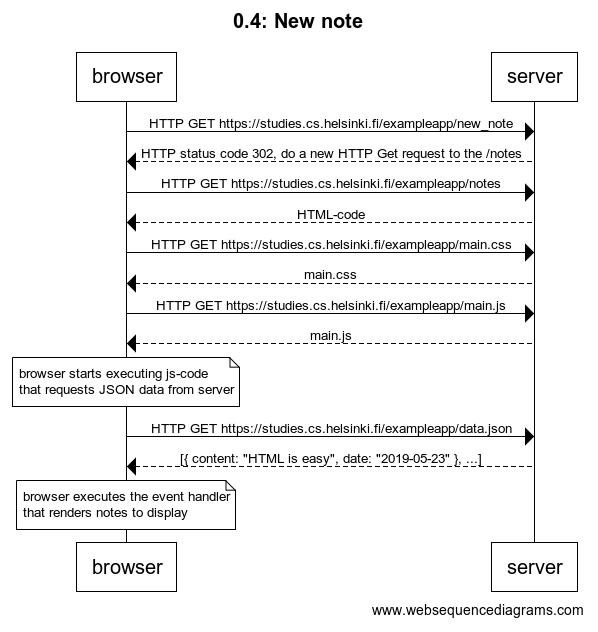 0.4: New note
browser
server
HTTP GET https://studies.cs.helsinki.fi/exampleapp/new_note
HTTP status code 302, do a new HTTP Get request to the /notes
HTTP GET https://studies.cs.helsinki.fi/exampleapp/notes
HTML-code
HTTP GET https://studies.cs.helsinki.fi/exampleapp/main.css
main.css
HTTP GET https://studies.cs.helsinki.fi/exampleapp/main.js
main.js
browser starts executing js-code
that requests JSON data from server
HTTP GET https://studies.cs.helsinki.fi/exampleapp/data.json
[{ content: "HTML is easy", date: "2019-05-23" }, ...]
browser executes the event handler
that renders notes to display
browser
server
www.websequencediagrams.com